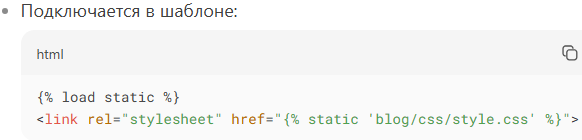 Подключается в шаблоне:
html
{% load static %}
<link rel="stylesheet" href="{% static 'blog/css/style.css' %}">